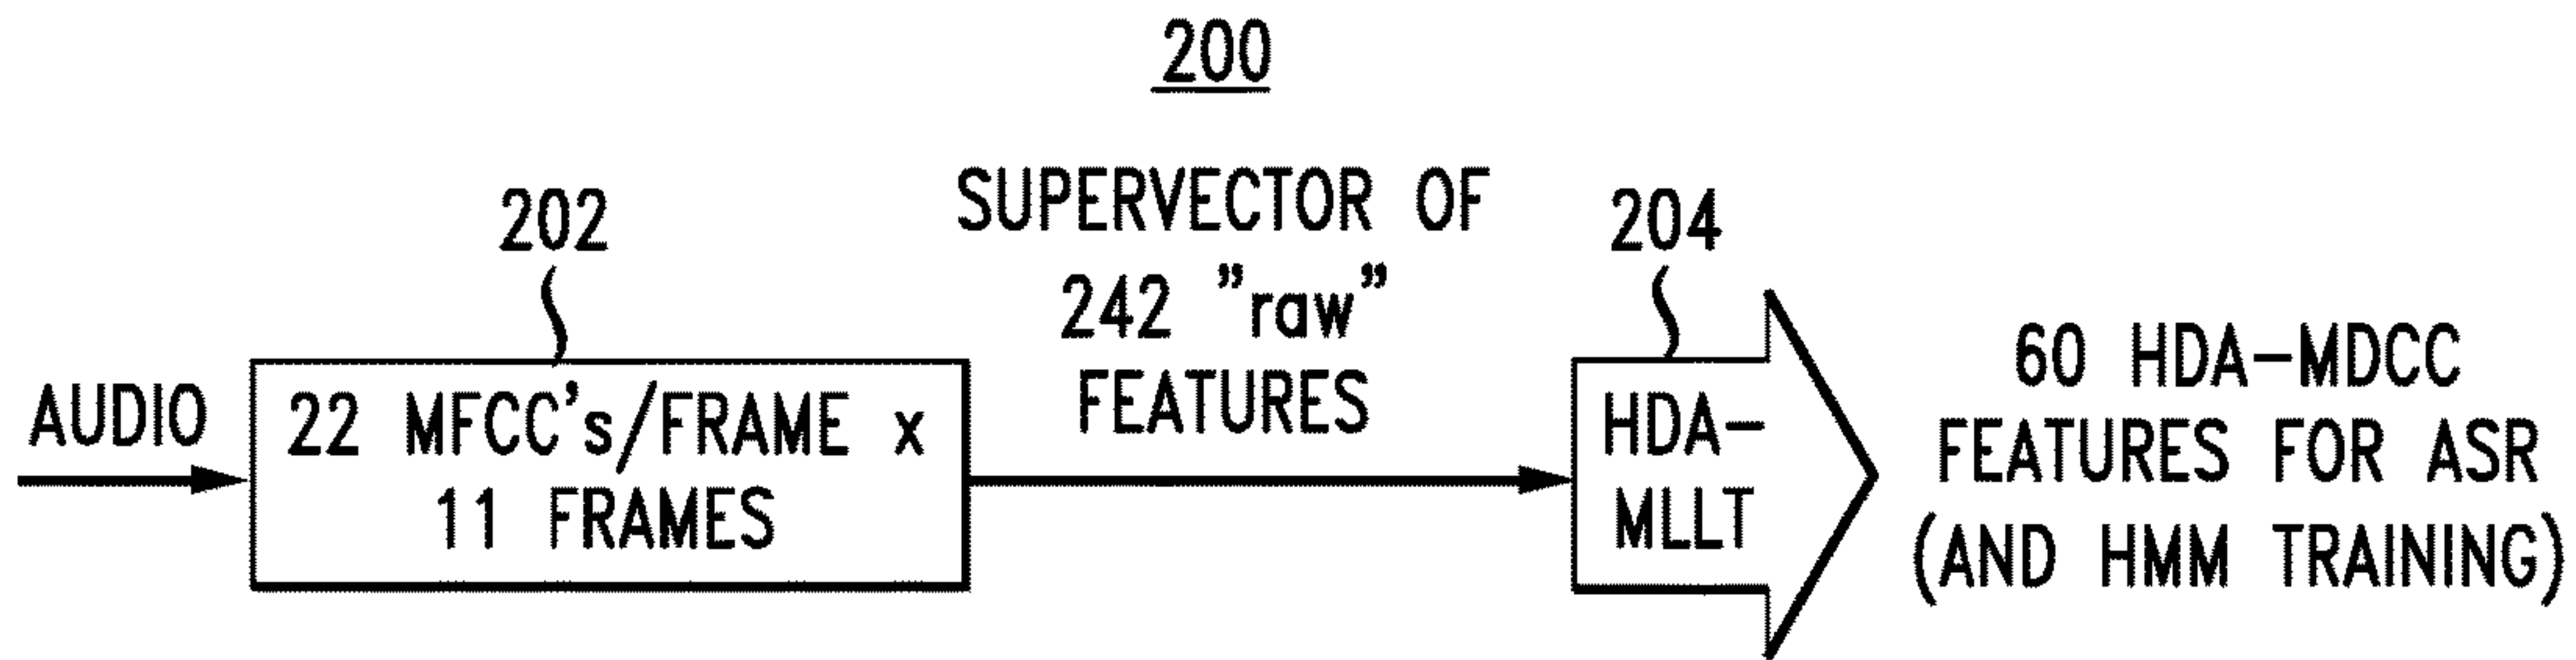 200
202
SUPERVECTOR OF
242 "raw"
FEATURES
204
AUDIO
22 MFCC's/FRAME x
11 FRAMES
HDA-
MLLT
60 HDA-MDCC
FEATURES FOR ASR
(AND HMM TRAINING)